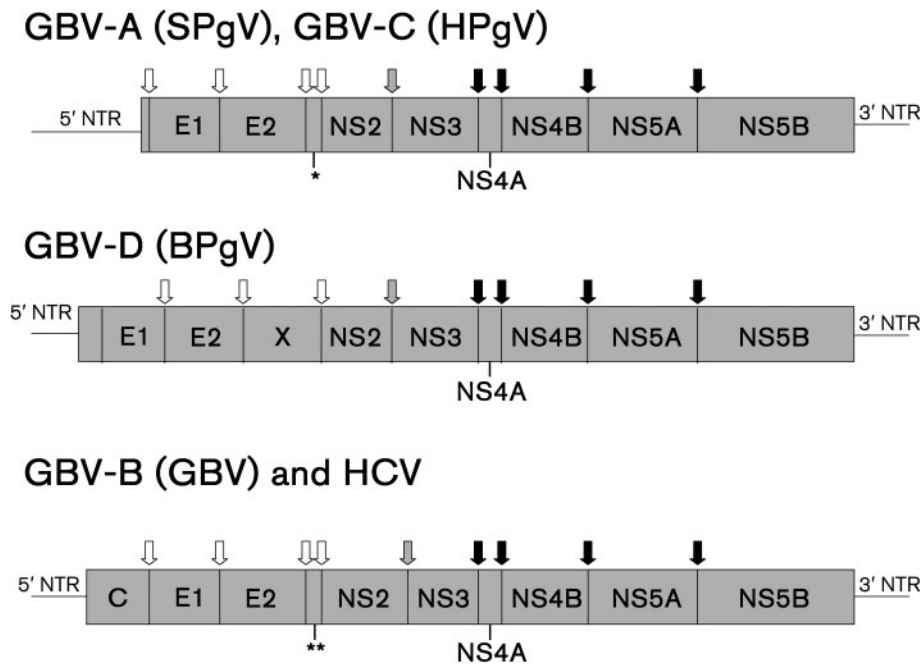 GBV-A (SPgV), GBV-C (HPgV)
5′ NTR E1 E2 NS2 NS3 NS4B NS5A NS5B 3′ NTR
* NS4A
GBV-D (BPgV)
5′ NTR E1 E2 X NS2 NS3 NS4B NS5A NS5B 3′ NTR
NS4A
GBV-B (GBV) and HCV
5′ NTR C E1 E2 NS2 NS3 NS4B NS5A NS5B 3′ NTR
** NS4A